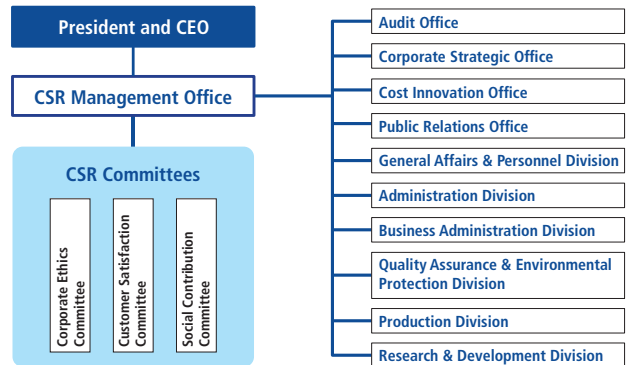 President and CEO
CSR Management Office
CSR Committees
Corporate Ethics
Committee
Customer Satisfaction
Committee
Social Contribution
Committee
Audit Office
Corporate Strategic Office
Cost Innovation Office
Public Relations Office
General Affairs & Personnel Division
Administration Division
Business Administration Division
Quality Assurance & Environmental
Protection Division
Production Division
Research & Development Division